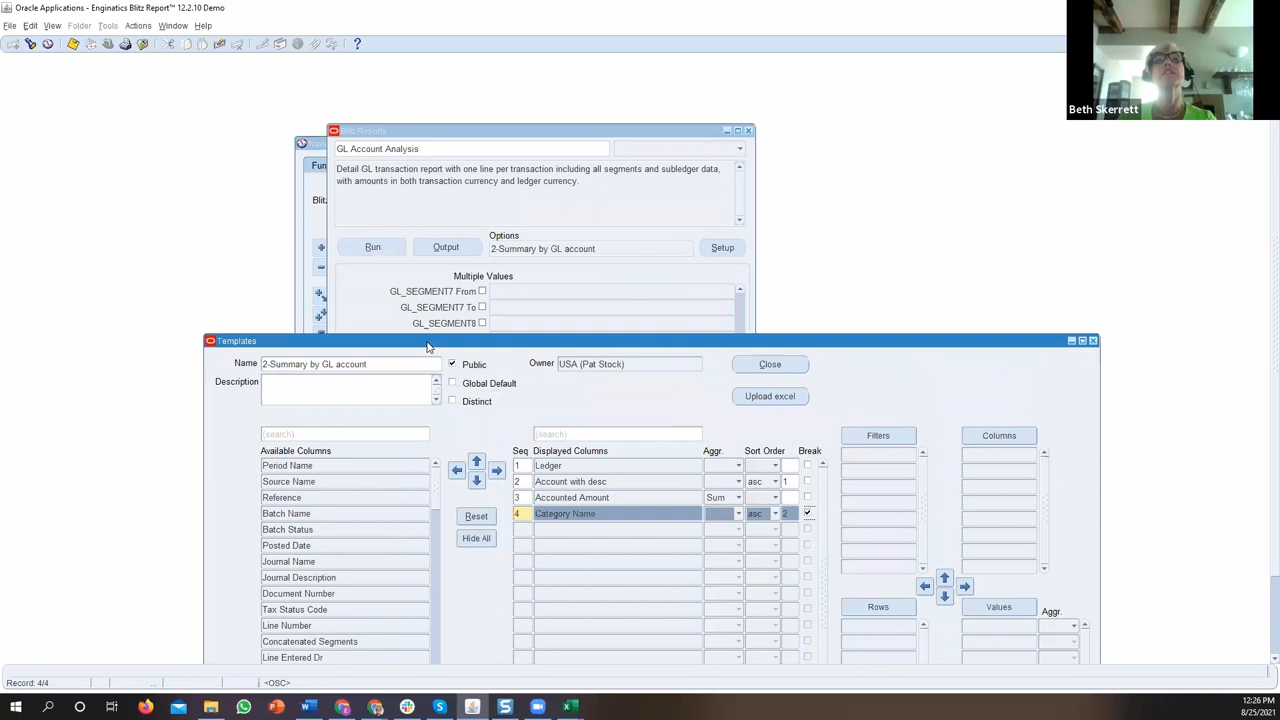 Oracle Applications - Enginatics Blitz Report™ 12.2.10 Demo
File Edit View Folder Tools Actions Window Help
Beth Skerrett
Blitz Reports
GL Account Analysis
Detail GL transaction report with one line per transaction including all segments and subledger data,
with amounts in both transaction currency and ledger currency.
Options
Run Output 2-Summary by GL account Setup
Multiple Values
GL_SEGMENT7 From
GL_SEGMENT7 To
GL_SEGMENT8
Templates
Name 2-Summary by GL account Public Owner USA (Pat Stock) Close
Description Global Default
Distinct Upload excel
(search) (search) Filters Columns
Available Columns Seq Displayed Columns Aggr. Sort Order Break
Period Name 1 Ledger
Source Name 2 Account with desc asc 1
Reference 3 Accounted Amount Sum
Batch Name 4 Category Name asc 2
Reset
Batch Status
Hide All
Posted Date
Journal Name
Journal Description
Document Number
Tax Status Code Rows Values Aggr.
Line Number
Concatenated Segments
Line Entered Dr
Record: 4/4 ... <OSC>
12:26 PM
8/25/2021